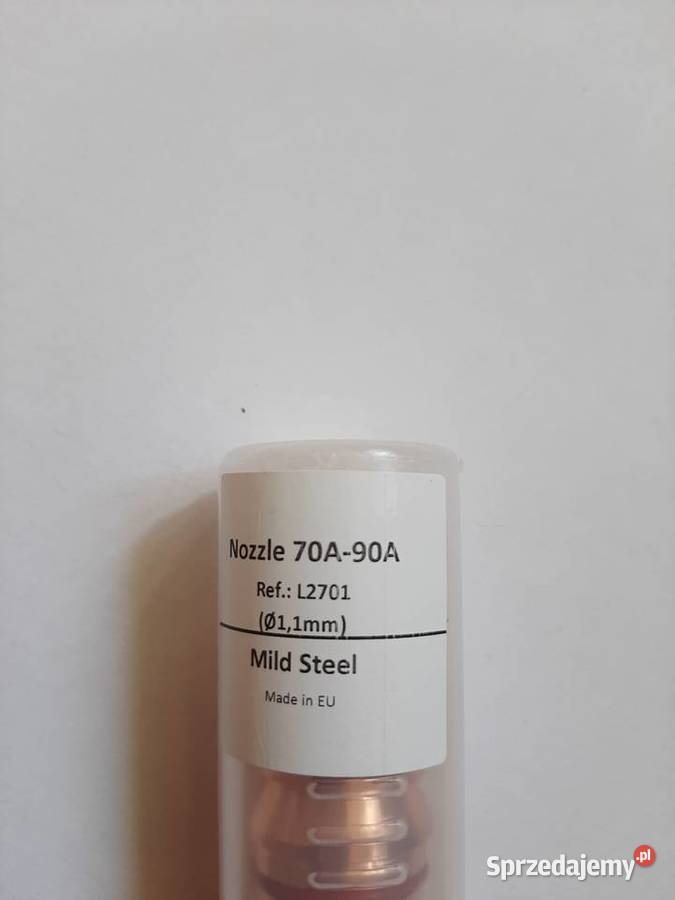 Nozzle 70A-90A
Ref.: L2701
(Ø1,1mm)
Mild Steel
Made in EU
Sprzedajemy.pl